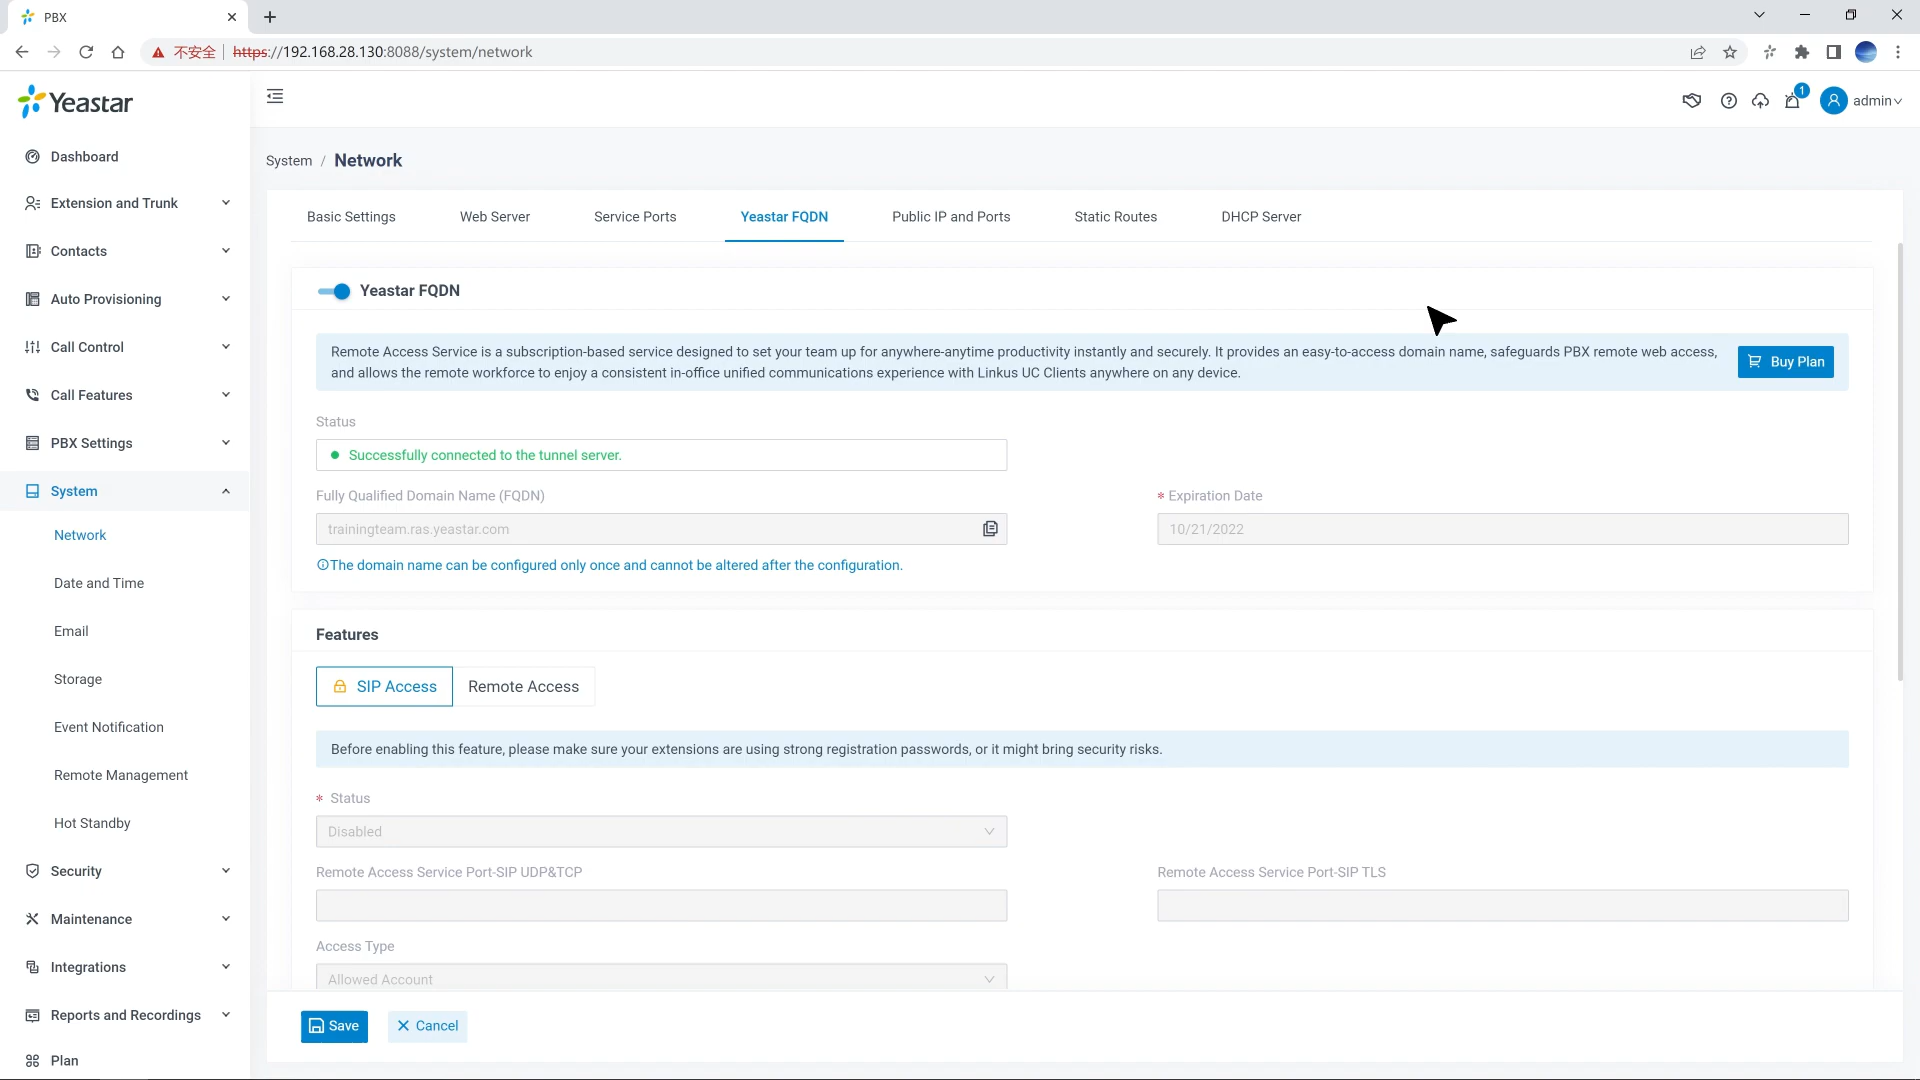 PBX
不安全 https://192.168.28.130:8088/system/network
Yeastar
1
admin
Dashboard
Extension and Trunk
Contacts
Auto Provisioning
Call Control
Call Features
PBX Settings
System
Network
Date and Time
Email
Storage
Event Notification
Remote Management
Hot Standby
Security
Maintenance
Integrations
Reports and Recordings
Plan
System / Network
Basic Settings Web Server Service Ports Yeastar FQDN Public IP and Ports Static Routes DHCP Server
Yeastar FQDN
Remote Access Service is a subscription-based service designed to set your team up for anywhere-anytime productivity instantly and securely. It provides an easy-to-access domain name, safeguards PBX remote web access,
and allows the remote workforce to enjoy a consistent in-office unified communications experience with Linkus UC Clients anywhere on any device.
Buy Plan
Status
Successfully connected to the tunnel server.
Fully Qualified Domain Name (FQDN) * Expiration Date
trainingteam.ras.yeastar.com 10/21/2022
The domain name can be configured only once and cannot be altered after the configuration.
Features
SIP Access Remote Access
Before enabling this feature, please make sure your extensions are using strong registration passwords, or it might bring security risks.
* Status
Disabled
Remote Access Service Port-SIP UDP&TCP Remote Access Service Port-SIP TLS
Access Type
Allowed Account
Save Cancel